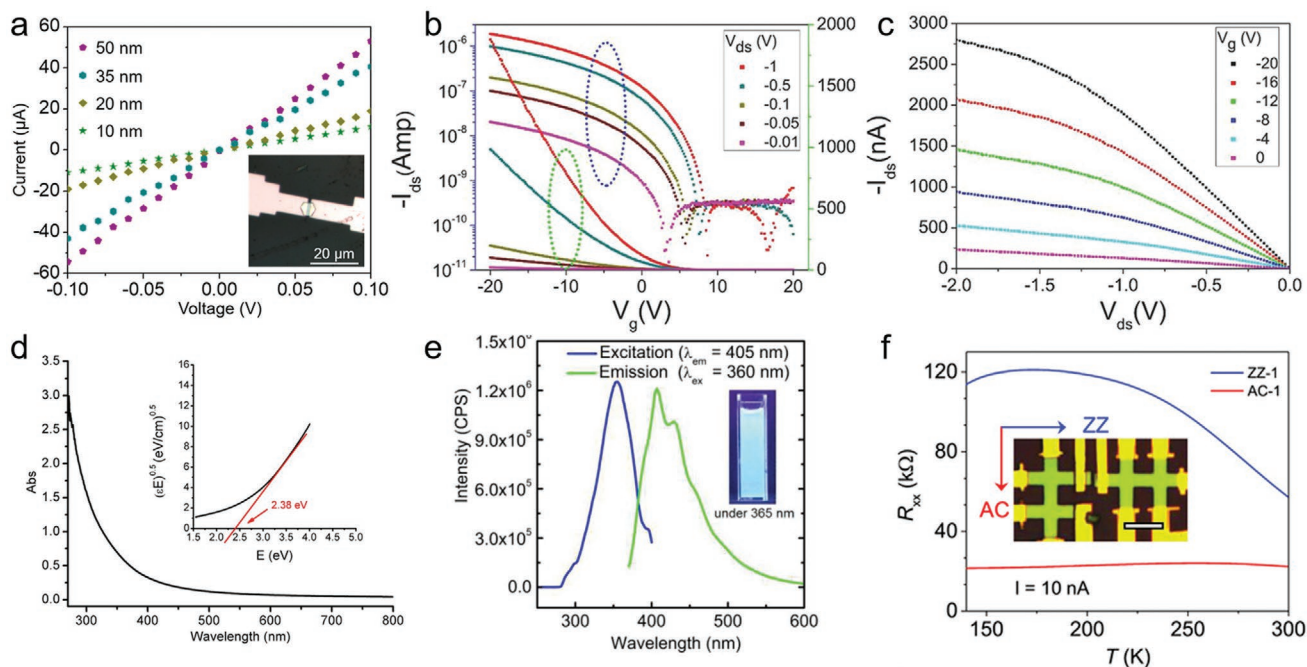 a
60
40
20
0
-20
-40
-60
Current (µA)
50 nm
35 nm
20 nm
10 nm
20 µm
-0.10
-0.05
0.00
0.05
0.10
Voltage (V)
b
10⁻⁶
10⁻⁷
10⁻⁸
10⁻⁹
10⁻¹⁰
10⁻¹¹
-I_ds(Amp)
V_ds (V)
-1
-0.5
-0.1
-0.05
-0.01
2000
1500
1000
500
0
-20
-10
0
10
20
V_g(V)
c
3000
2500
2000
1500
1000
500
0
-I_ds(nA)
V_g (V)
-20
-16
-12
-8
-4
0
-2.0
-1.5
-1.0
-0.5
0.0
V_ds(V)
d
3.5
3.0
2.5
2.0
1.5
1.0
0.5
0.0
Abs
16
14
12
10
8
6
4
2
0
(εE)^0.5 (eV/cm)^0.5
2.38 eV
1.5 2.0 2.5 3.0 3.5 4.0 4.5 5.0
E (eV)
300 400 500 600 700 800
Wavelength (nm)
e
1.5x10⁶
1.2x10⁶
9.0x10⁵
6.0x10⁵
3.0x10⁵
0.0
Intensity (CPS)
Excitation (λ_em = 405 nm)
Emission (λ_ex = 360 nm)
under 365 nm
300 400 500 600
Wavelength (nm)
f
120
80
40
0
R_xx (kΩ)
ZZ-1
AC-1
ZZ
AC
I = 10 nA
150 200 250 300
T (K)